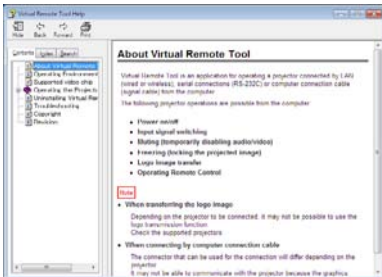 Virtual Remote Tool Help
Hide Back Forward Print
Contents Index Search
About Virtual Remote
Operating Environment
Supported video chip
Operating the Projecto
Uninstalling Virtual Rer
Troubleshooting
Copyright
Revision
About Virtual Remote Tool
Virtual Remote Tool is an application for operating a projector connected by LAN
(wired or wireless), serial connections (RS-232C) or computer connection cable
(signal cable) from the computer.
The following projector operations are possible from the computer.
• Power on/off
• Input signal switching
• Muting (temporarily disabling audio/video)
• Freezing (locking the projected image)
• Logo Image transfer
• Operating Remote Control
Note
• When transferring the logo image
Depending on the projector to be connected, it may not be possible to use the
logo transmission function.
Check the supported projectors
• When connecting by computer connection cable
The connector that can be used for the connection will differ depending on the
projector.
It may not be able to communicate with the projector because the graphics